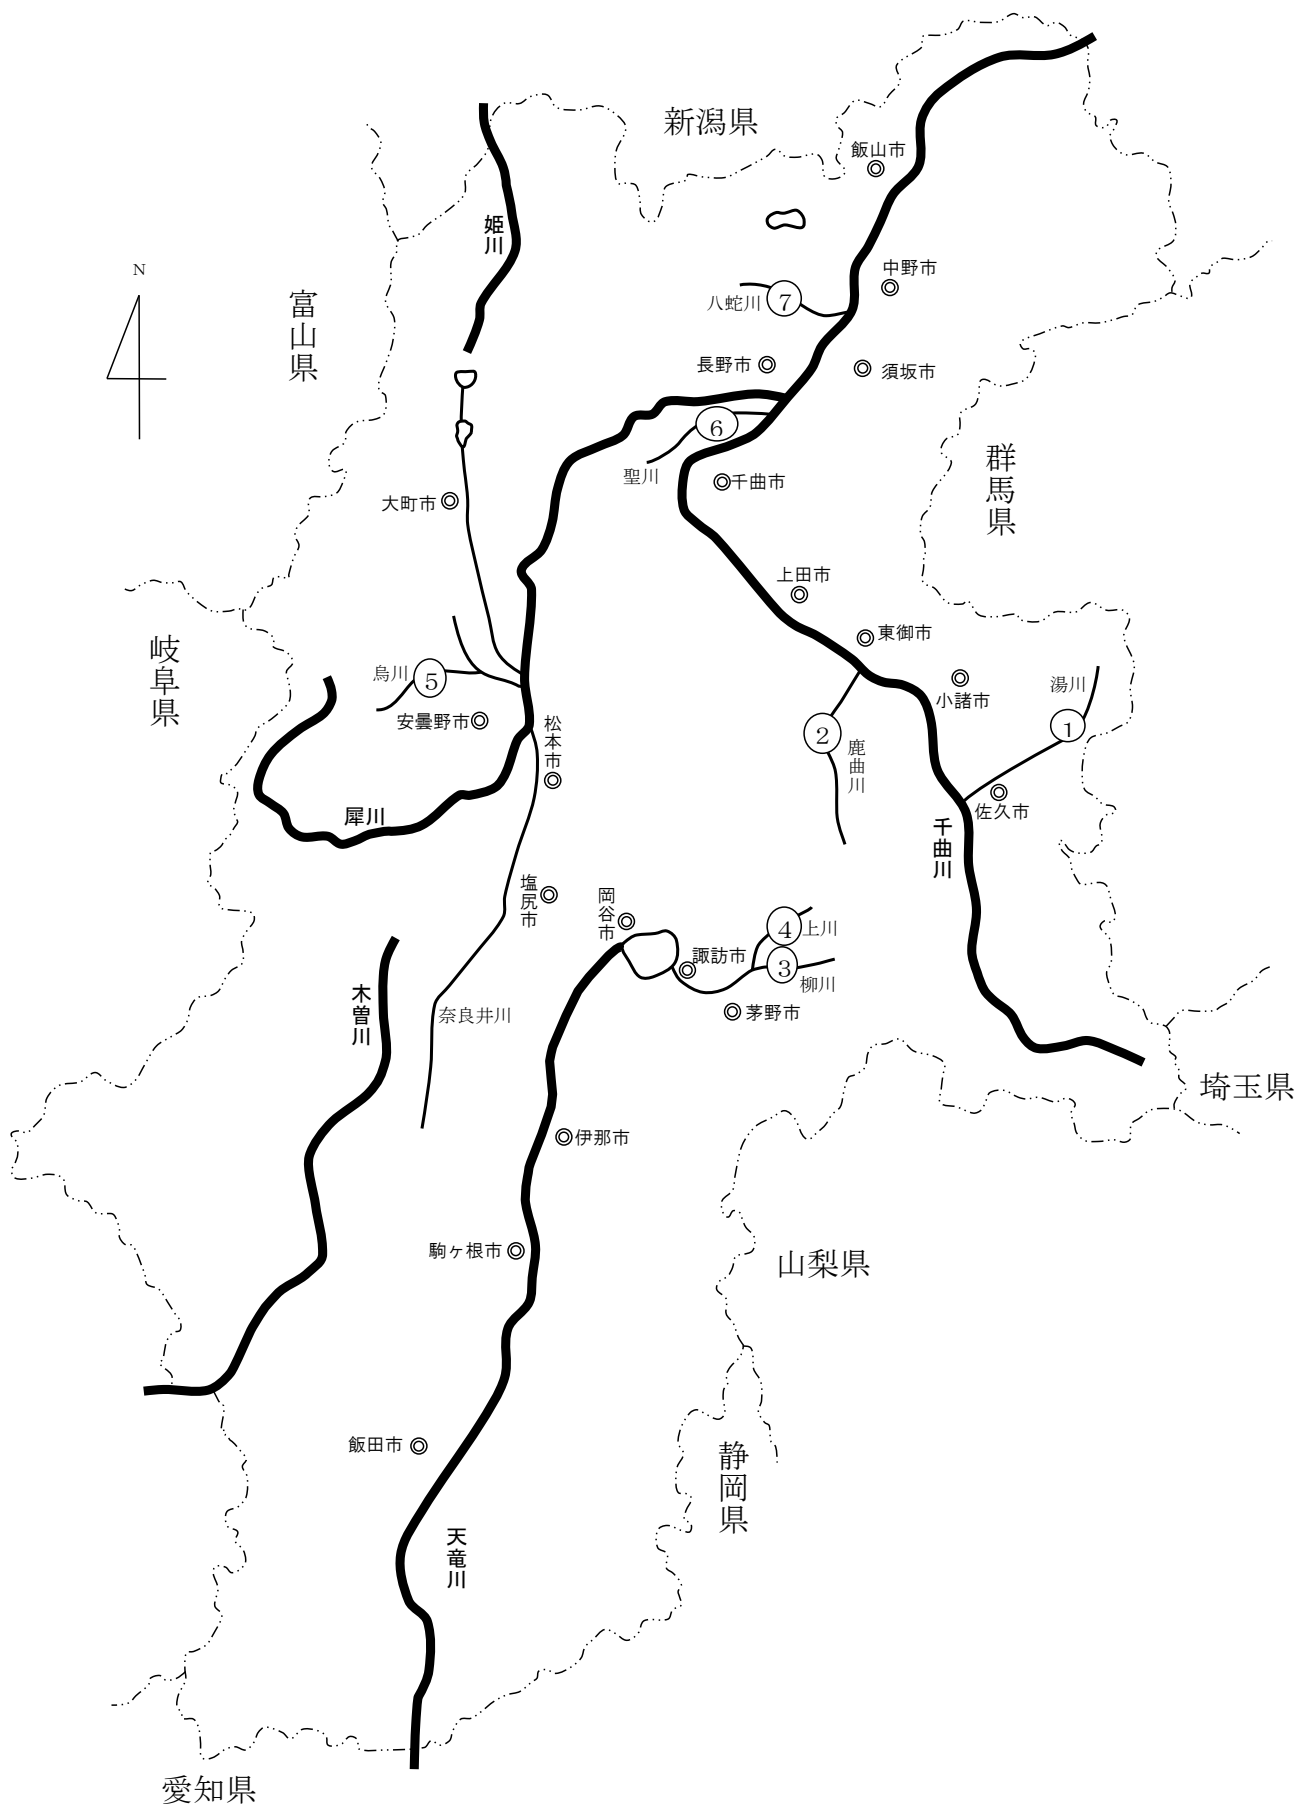 新潟県
飯山市
姫川
N
中野市
富山県
八蛇川
7
長野市
須坂市
6
聖川
千曲市
大町市
群馬県
上田市
東御市
岐阜県
烏川
5
小諸市
湯川
1
安曇野市
松本市
2
鹿曲川
犀川
佐久市
千曲川
塩尻市
岡谷市
4
上川
諏訪市
3
柳川
木曽川
奈良井川
茅野市
埼玉県
伊那市
駒ヶ根市
山梨県
飯田市
静岡県
天竜川
愛知県